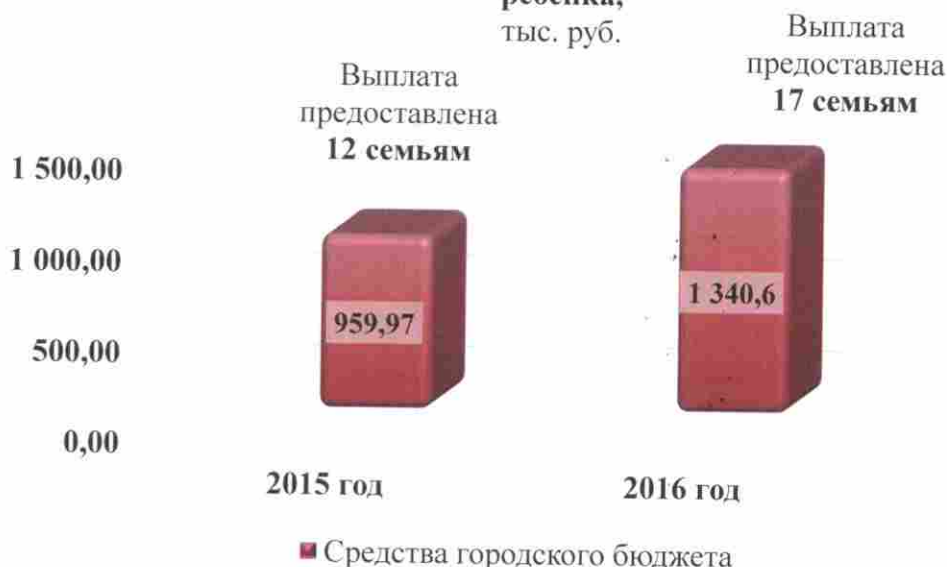 ребенка,
тыс. руб.
Выплата
предоставлена
17 семьям
Выплата
предоставлена
12 семьям
1 500,00
1 000,00
500,00
0,00
959,97
1 340,6
2015 год
2016 год
Средства городского бюджета